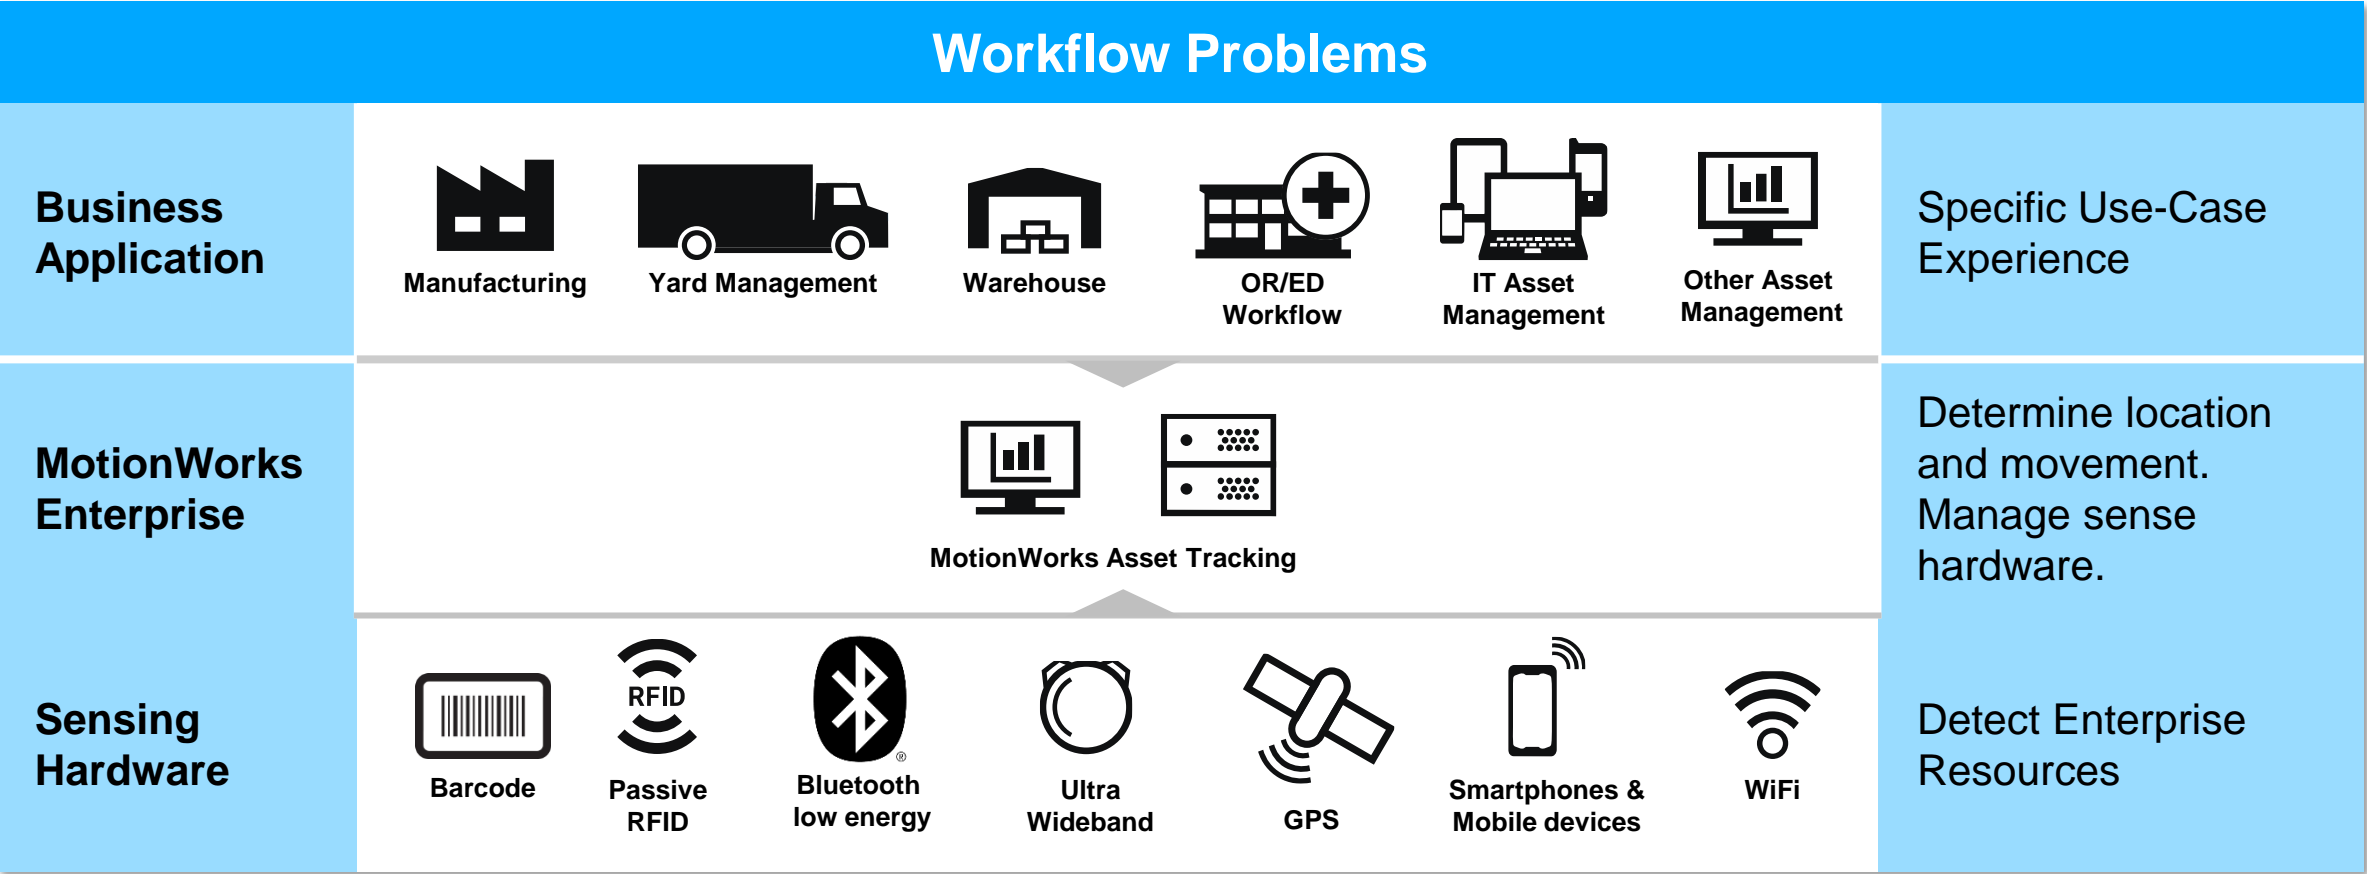 Workflow Problems
Business
Application
Manufacturing
Yard Management
Warehouse
OR/ED
Workflow
IT Asset
Management
Other Asset
Management
Specific Use-Case
Experience
MotionWorks
Enterprise
MotionWorks Asset Tracking
Determine location
and movement.
Manage sense
hardware.
Sensing
Hardware
Barcode
RFID
Passive
RFID
®
Bluetooth
low energy
Ultra
Wideband
GPS
Smartphones &
Mobile devices
WiFi
Detect Enterprise
Resources